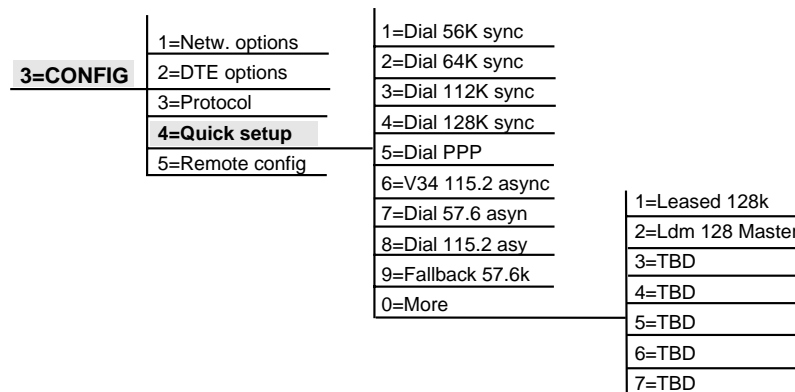 3=CONFIG
1=Netw. options
2=DTE options
3=Protocol
4=Quick setup
5=Remote config
1=Dial 56K sync
2=Dial 64K sync
3=Dial 112K sync
4=Dial 128K sync
5=Dial PPP
6=V34 115.2 async
7=Dial 57.6 asyn
8=Dial 115.2 asy
9=Fallback 57.6k
0=More
1=Leased 128k
2=Ldm 128 Master
3=TBD
4=TBD
5=TBD
6=TBD
7=TBD